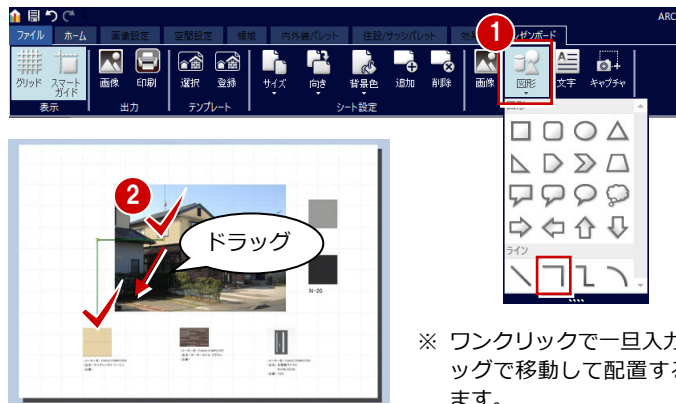 ARC
ファイル ホーム 画像設定 空間設定 領域 内外装パレット 住設/サッシパレット
1
グリッド スマートガイド 画像 印刷 選択 登録 サイズ 向き 背景色 追加 削除 画像 図形 文字 キャプチャ
表示 出力 テンプレート シート設定
図形
ライン
2
ドラッグ
N-20
※ ワンクリックで一旦入力
ッグで移動して配置する
ます。